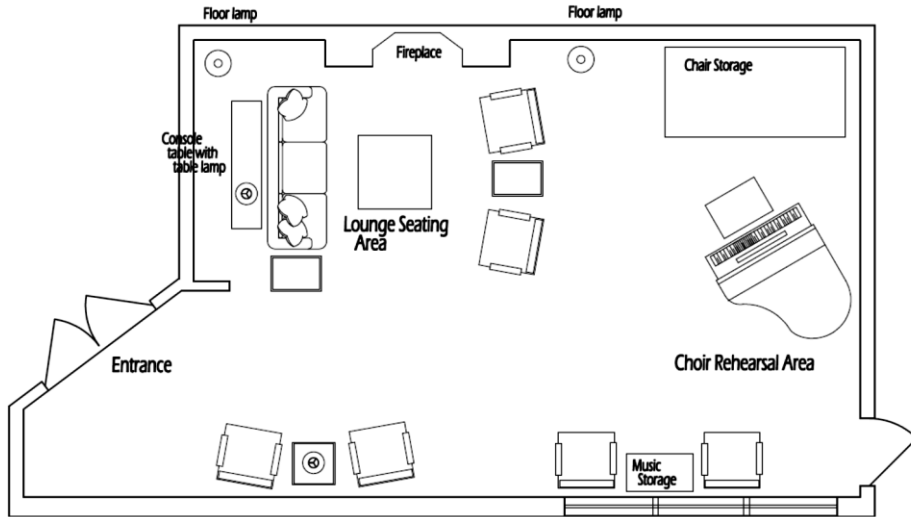 Floor lamp
Floor lamp
Fireplace
Chair Storage
Console
table with
table lamp
Lounge Seating
Area
Entrance
Choir Rehearsal Area
Music
Storage